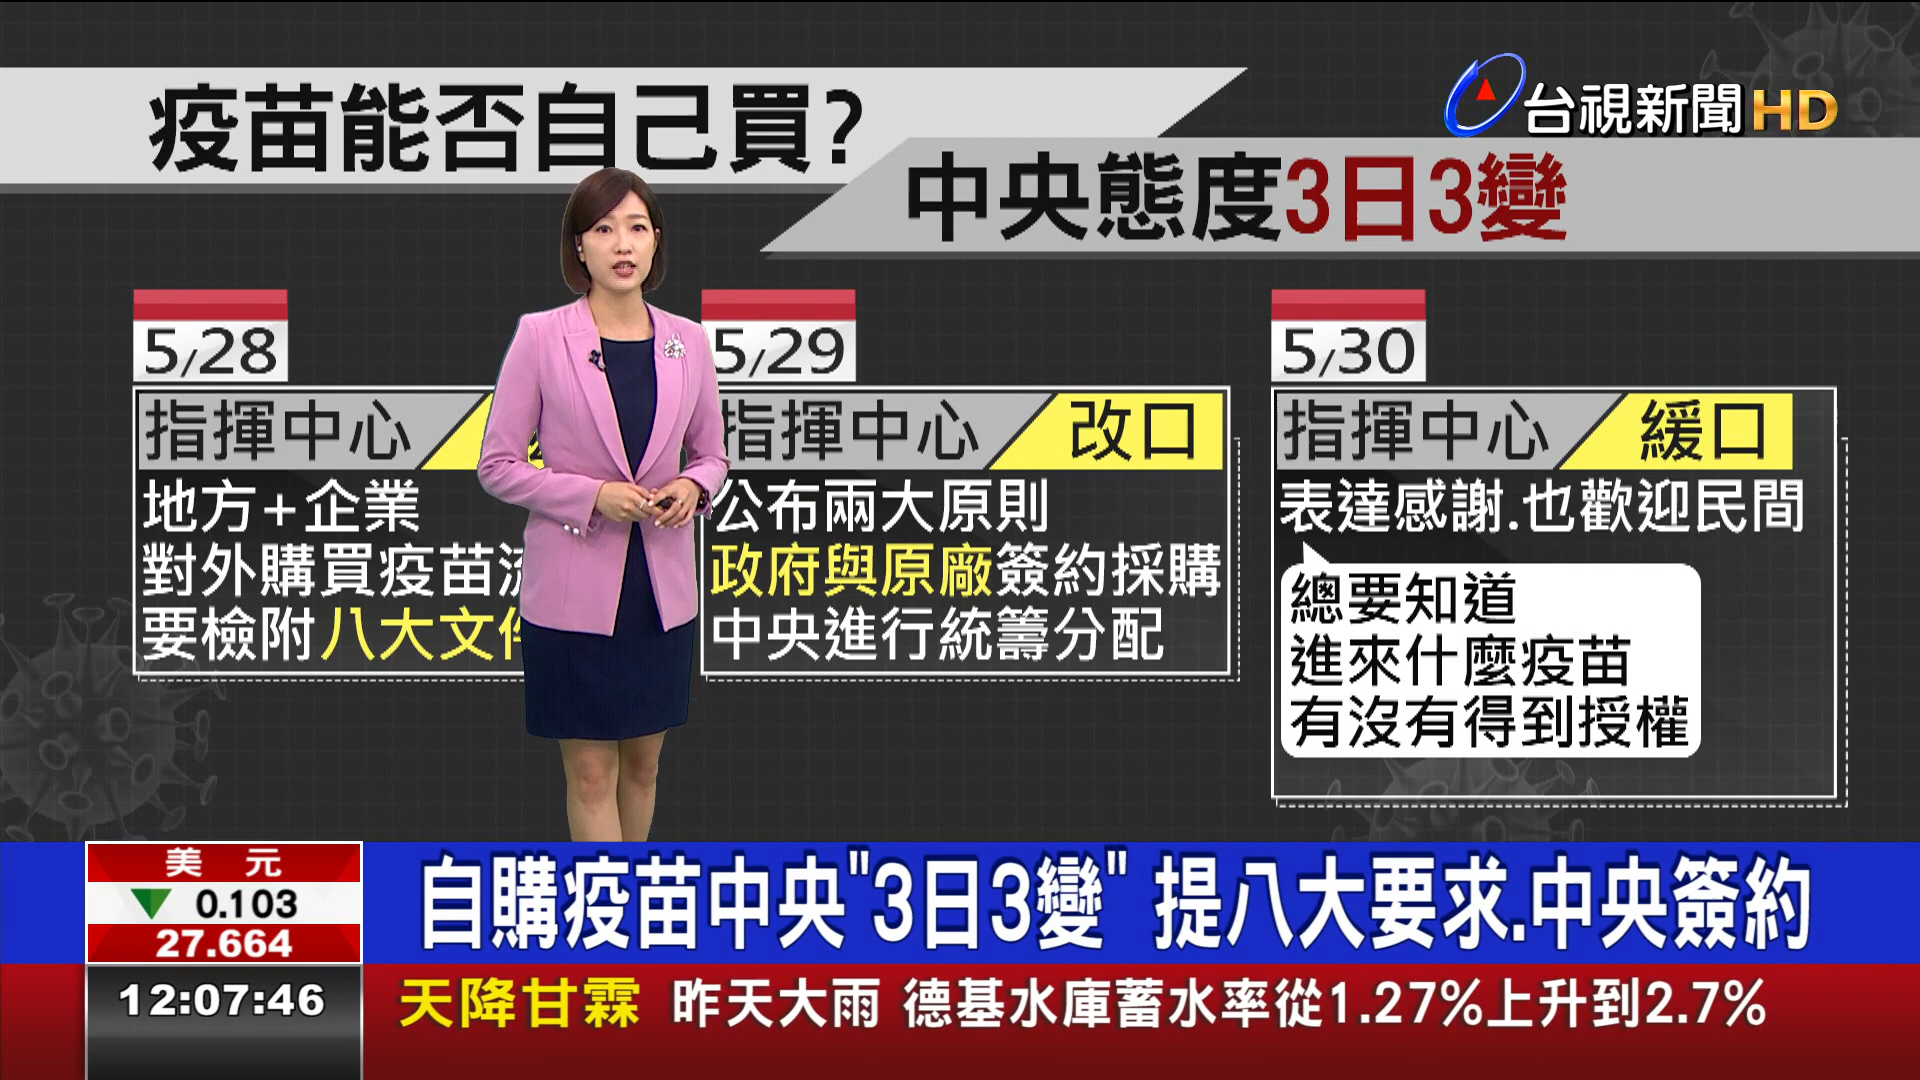 疫苗能否自己買?
台視新聞HD
中央態度3日3變
5/28
指揮中心
地方+企業
對外購買疫苗
要檢附八大文件
5/29
指揮中心 改口
公布兩大原則
政府與原廠簽約採購
中央進行統籌分配
5/30
指揮中心 緩口
表達感謝.也歡迎民間
總要知道
進來什麼疫苗
有沒有得到授權
美 元
0.103
27.664
12:07:46
自購疫苗中央"3日3變" 提八大要求.中央簽約
天降甘霖 昨天大雨 德基水庫蓄水率從1.27%上升到2.7%